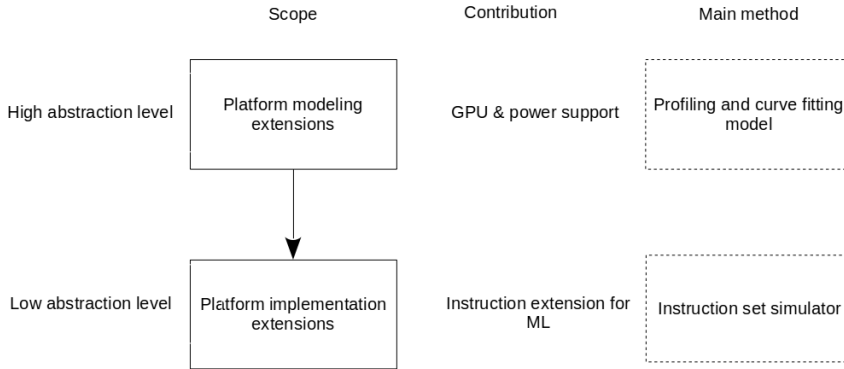 Scope
Contribution
Main method
High abstraction level
Platform modeling
extensions
GPU & power support
Profiling and curve fitting
model
Low abstraction level
Platform implementation
extensions
Instruction extension for
ML
Instruction set simulator